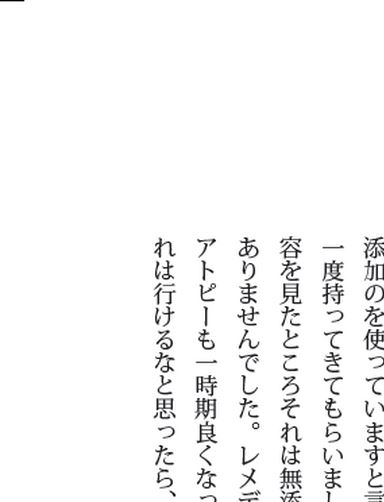 添加のを使っていますと言
一度持ってきてもらいまし
容を見たところそれは無添
ありませんでした。レメデ
アトピーも一時期良くなっ
れは行けるなと思ったら、